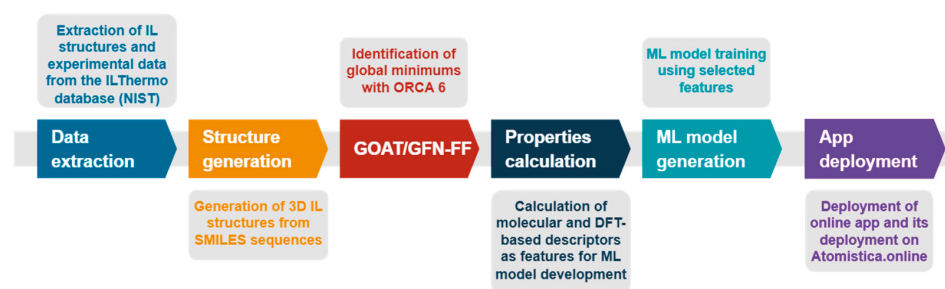 Extraction of IL
structures and
experimental data
from the ILThermo
database (NIST)
Identification of
global minimums
with ORCA 6
ML model training
using selected
features
Data
extraction
Structure
generation
GOAT/GFN-FF
Properties
calculation
ML model
generation
App
deployment
Generation of 3D IL
structures from
SMILES sequences
Calculation of
molecular and DFT-
based descriptors
as features for ML
model development
Deployment of
online app and its
deployment on
Atomistica.online